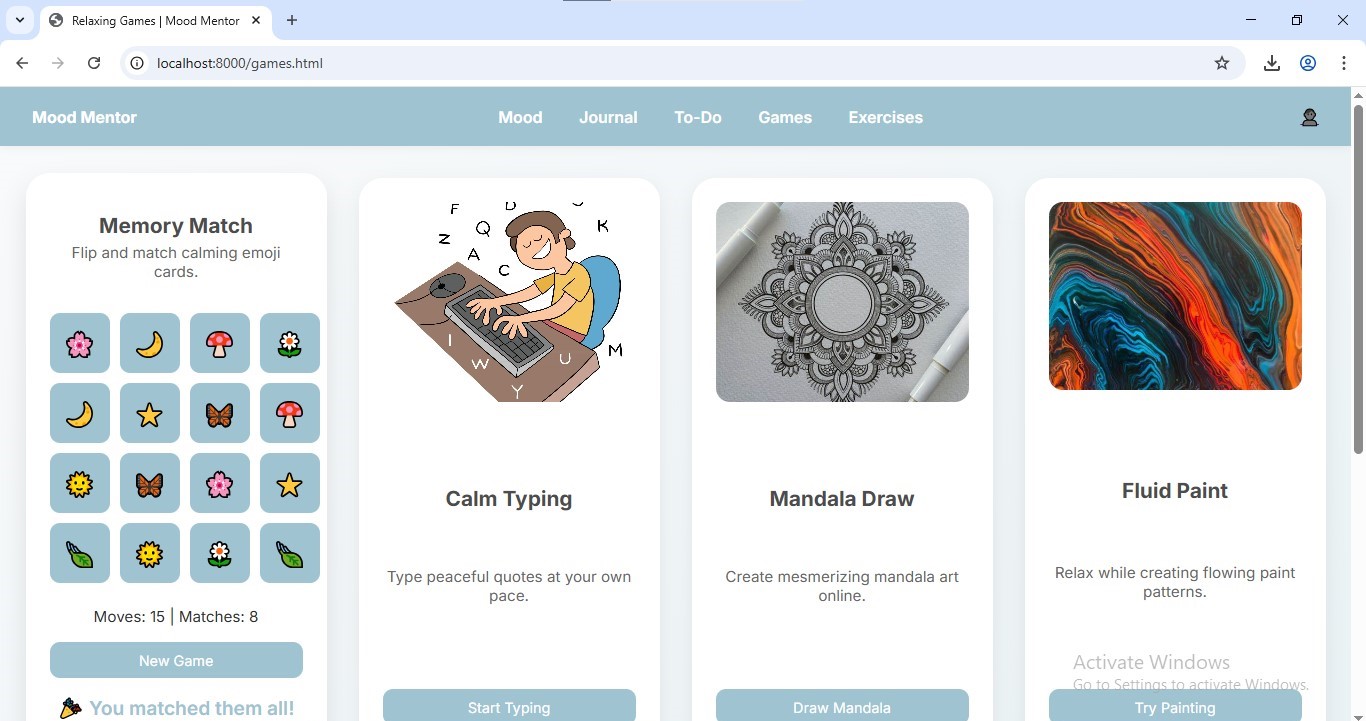 Relaxing Games | Mood Mentor
localhost:8000/games.html
Mood Mentor
Mood
Journal
To-Do
Games
Exercises
Memory Match
Flip and match calming emoji
cards.
Moves: 15 | Matches: 8
New Game
🎉 You matched them all!
F
D
Q
K
Z
A
C
I
W
U
M
Y
Calm Typing
Type peaceful quotes at your own
pace.
Start Typing
Mandala Draw
Create mesmerizing mandala art
online.
Draw Mandala
Fluid Paint
Relax while creating flowing paint
patterns.
Try Painting
Activate Windows
Go to Settings to activate Windows.